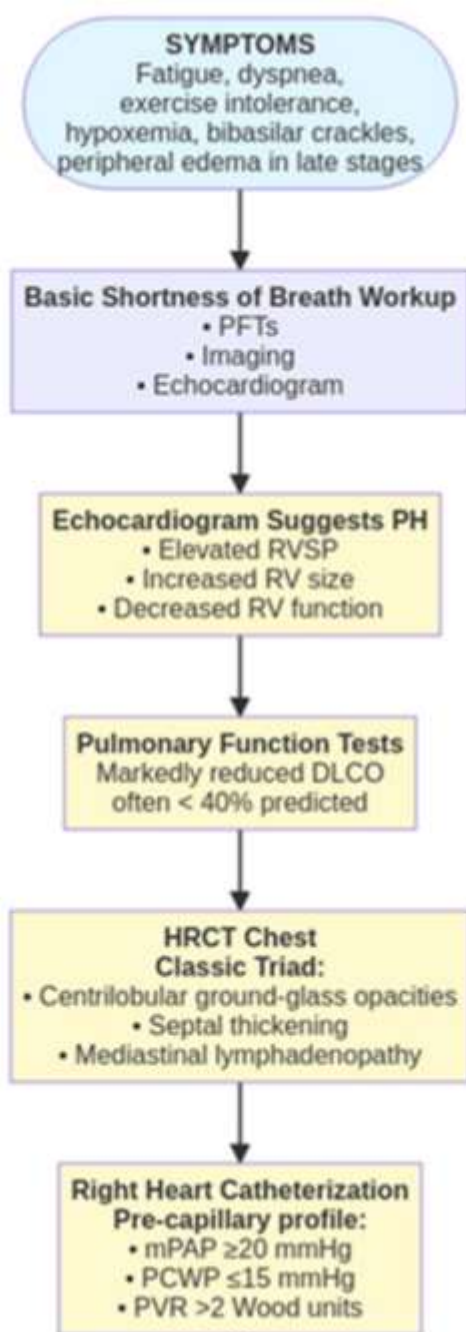 SYMPTOMS
Fatigue, dyspnea,
exercise intolerance,
hypoxemia, bibasilar crackles,
peripheral edema in late stages
Basic Shortness of Breath Workup
• PFTs
• Imaging
• Echocardiogram
Echocardiogram Suggests PH
• Elevated RVSP
• Increased RV size
• Decreased RV function
Pulmonary Function Tests
Markedly reduced DLCO
often < 40% predicted
HRCT Chest
Classic Triad:
• Centrilobular ground-glass opacities
• Septal thickening
• Mediastinal lymphadenopathy
Right Heart Catheterization
Pre-capillary profile:
• mPAP ≥20 mmHg
• PCWP ≤15 mmHg
• PVR >2 Wood units